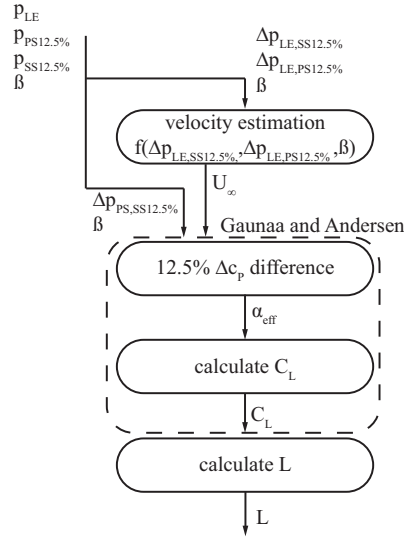 p_LE
p_PS12.5%
p_SS12.5%
ß
Δp_LE,SS12.5%
Δp_LE,PS12.5%
ß
velocity estimation
f(Δp_LE,SS12.5%,,Δp_LE,PS12.5%,ß)
U_∞
Δp_PS,SS12.5%
ß
Gaunaa and Andersen
12.5% Δc_P difference
α_eff
calculate C_L
C_L
calculate L
L